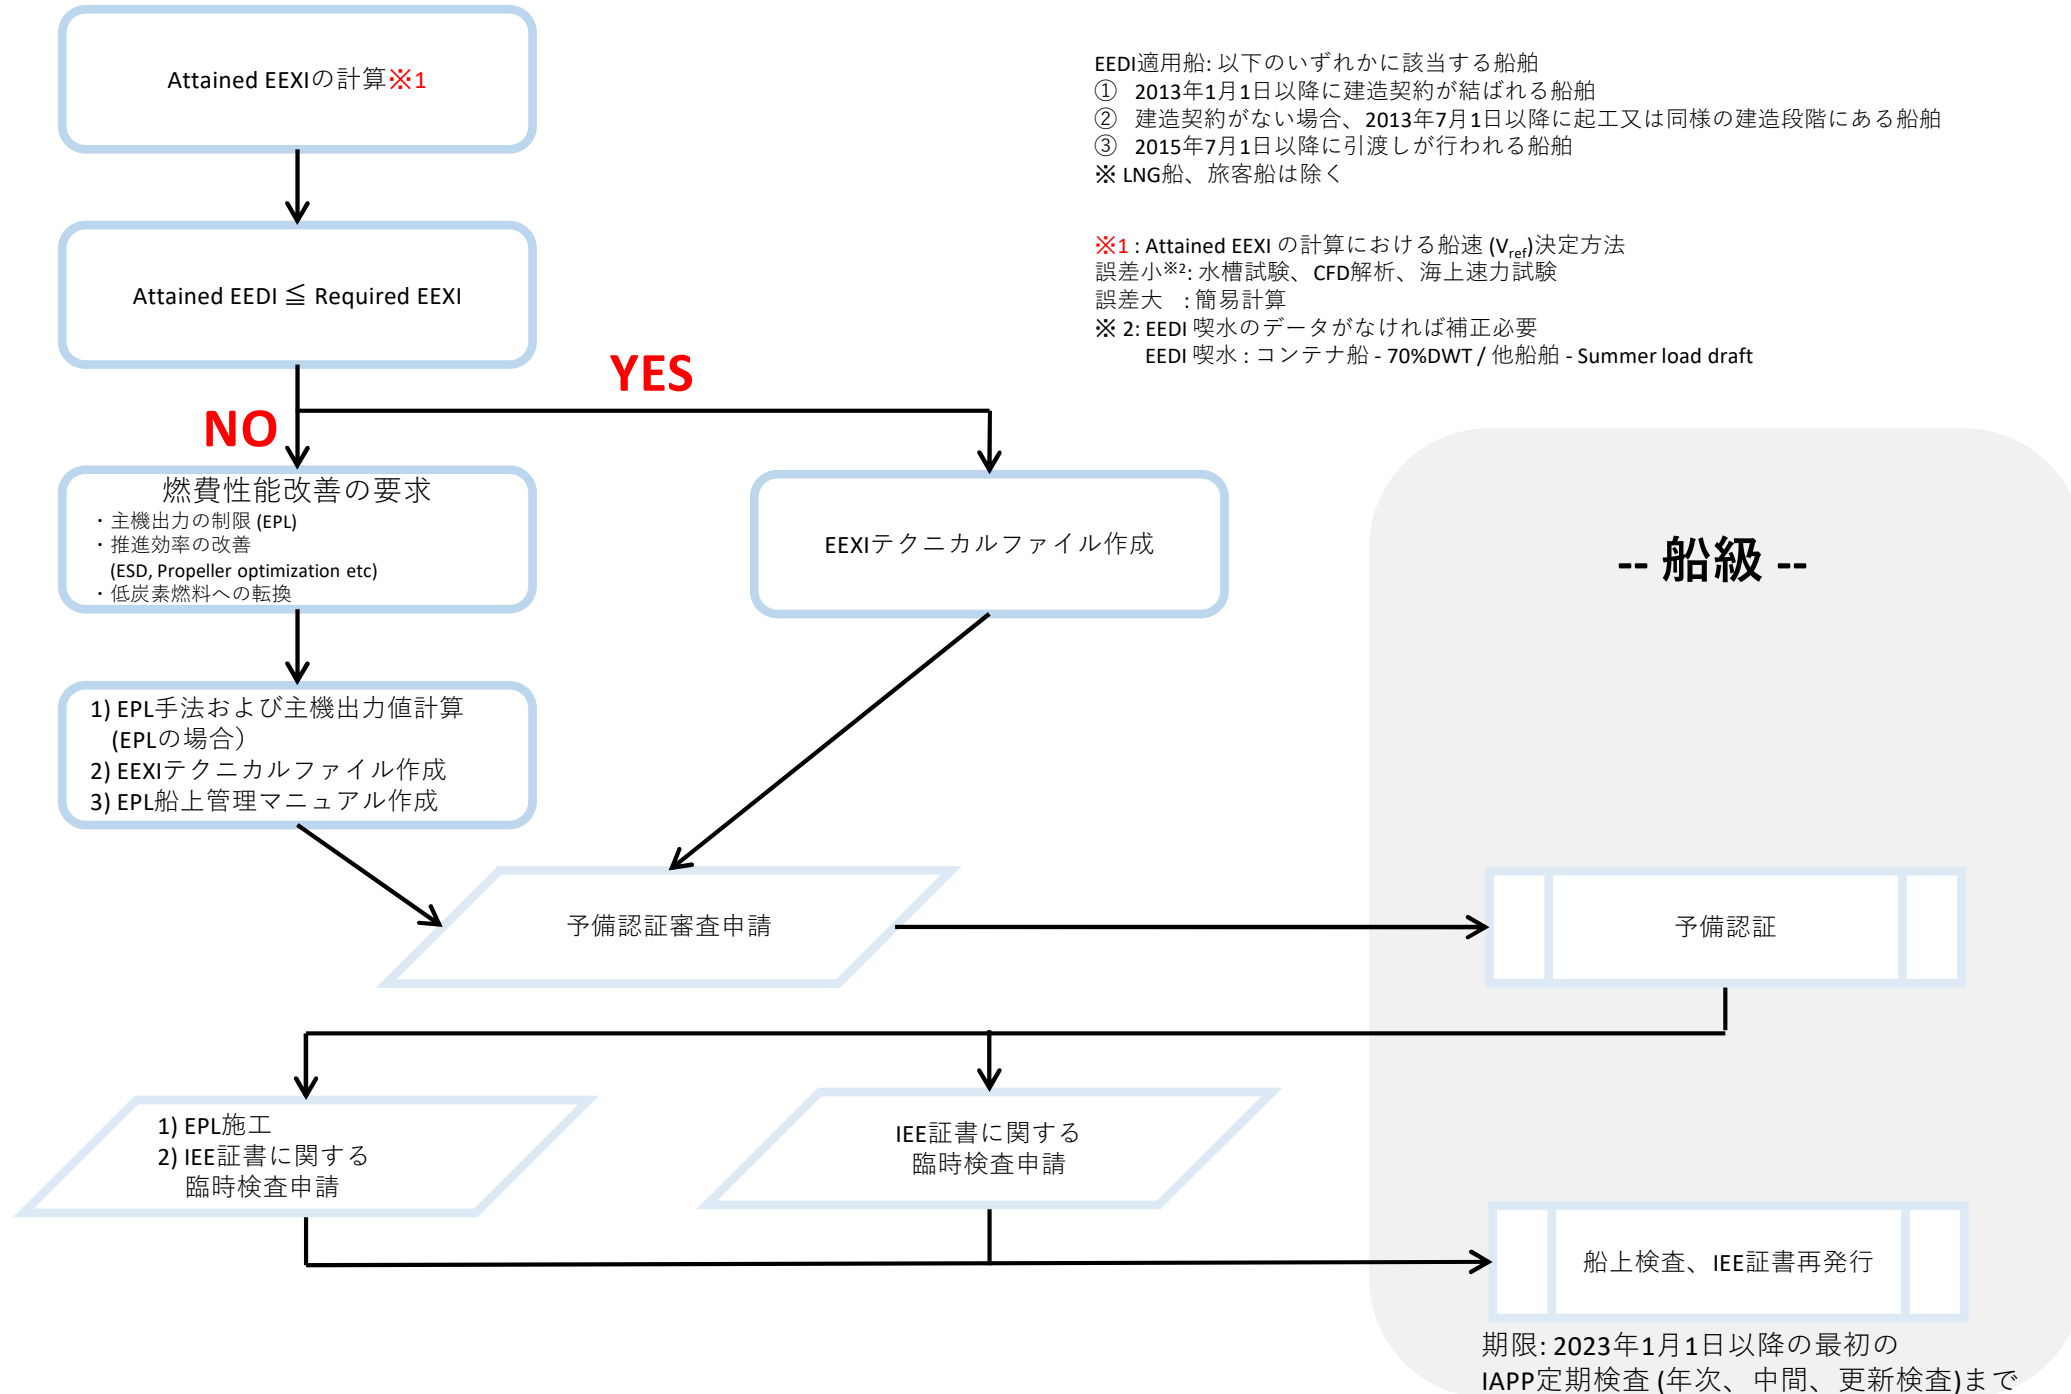 Attained EEXIの計算※1
EEDI適用船: 以下のいずれかに該当する船舶
① 2013年1月1日以降に建造契約が結ばれる船舶
② 建造契約がない場合、2013年7月1日以降に起工又は同様の建造段階にある船舶
③ 2015年7月1日以降に引渡しが行われる船舶
※ LNG船、旅客船は除く
※1 : Attained EEXI の計算における船速 (Vref)決定方法
誤差小※2: 水槽試験、CFD解析、海上速力試験
誤差大 : 簡易計算
※ 2: EEDI 喫水のデータがなければ補正必要
EEDI 喫水 : コンテナ船 - 70%DWT / 他船舶 - Summer load draft
Attained EEDI ≦ Required EEXI
YES
NO
燃費性能改善の要求
・主機出力の制限 (EPL)
・推進効率の改善
(ESD, Propeller optimization etc)
・低炭素燃料への転換
EEXIテクニカルファイル作成
-- 船級 --
1) EPL手法および主機出力値計算
(EPLの場合）
2) EEXIテクニカルファイル作成
3) EPL船上管理マニュアル作成
予備認証審査申請
予備認証
1) EPL施工
2) IEE証書に関する
臨時検査申請
IEE証書に関する
臨時検査申請
船上検査、IEE証書再発行
期限: 2023年1月1日以降の最初の
IAPP定期検査 (年次、中間、更新検査)まで